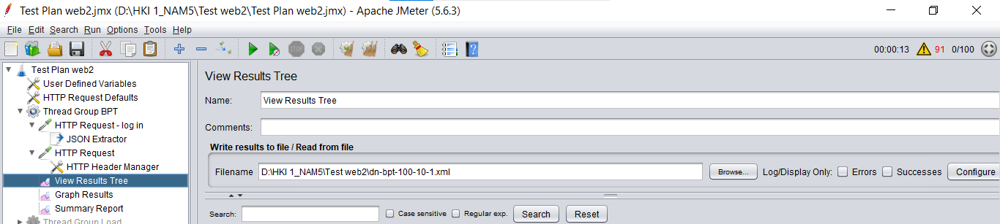 Test Plan web2.jmx (D:\HKI 1_NAM5\Test web2\Test Plan web2.jmx) - Apache JMeter (5.6.3)
File Edit Search Run Options Tools Help
STOP 00:00:13 91 0/100
Test Plan web2
User Defined Variables
HTTP Request Defaults
Thread Group BPT
HTTP Request - log in
JSON Extractor
HTTP Request
HTTP Header Manager
View Results Tree
Graph Results
Summary Report
Thread Group Load
View Results Tree
Name: View Results Tree
Comments:
Write results to file / Read from file
Filename D:\HKI 1_NAM5\Test web2\dn-bpt-100-10-1.xml Browse... Log/Display Only: Errors Successes Configure
Search: Case sensitive Regular exp. Search Reset